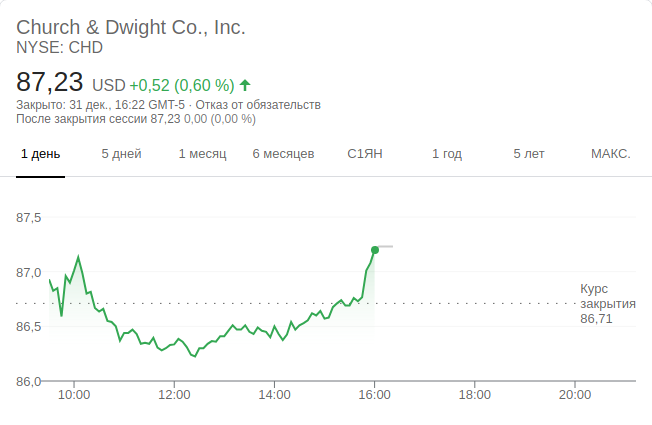 Church & Dwight Co., Inc.
NYSE: CHD
87,23 USD +0,52 (0,60 %)
Закрыто: 31 дек., 16:22 GMT-5 · Отказ от обязательств
После закрытия сессии 87,23 0,00 (0,00 %)
1 день 5 дней 1 месяц 6 месяцев С1ЯН 1 год 5 лет МАКС.
87,5
87,0
Курс
закрытия
86,71
86,5
86,0
10:00 12:00 14:00 16:00 18:00 20:00